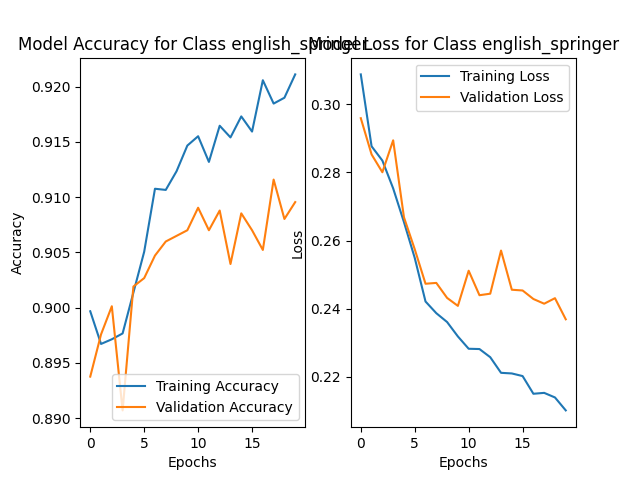 Model Accuracy for Class english_springer
Model Loss for Class english_springer
Accuracy
0.920
0.915
0.910
0.905
0.900
0.895
0.890
Training Accuracy
Validation Accuracy
0 5 10 15
Epochs
Loss
0.30
0.28
0.26
0.24
0.22
Training Loss
Validation Loss
0 5 10 15
Epochs